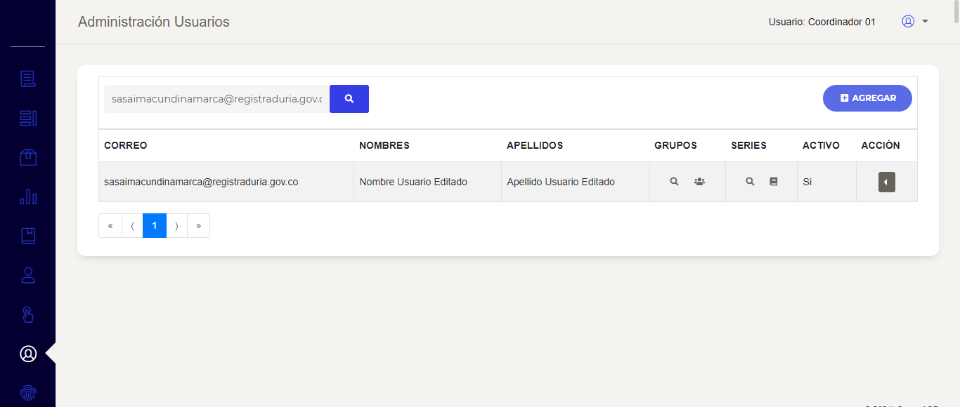 Administración Usuarios
Usuario: Coordinador 01
sasaimacundinamarca@registraduria.gov.c
AGREGAR
CORREO NOMBRES APELLIDOS GRUPOS SERIES ACTIVO ACCIÓN
sasaimacundinamarca@registraduria.gov.co Nombre Usuario Editado Apellido Usuario Editado Si
« ⟨ 1 ⟩ »